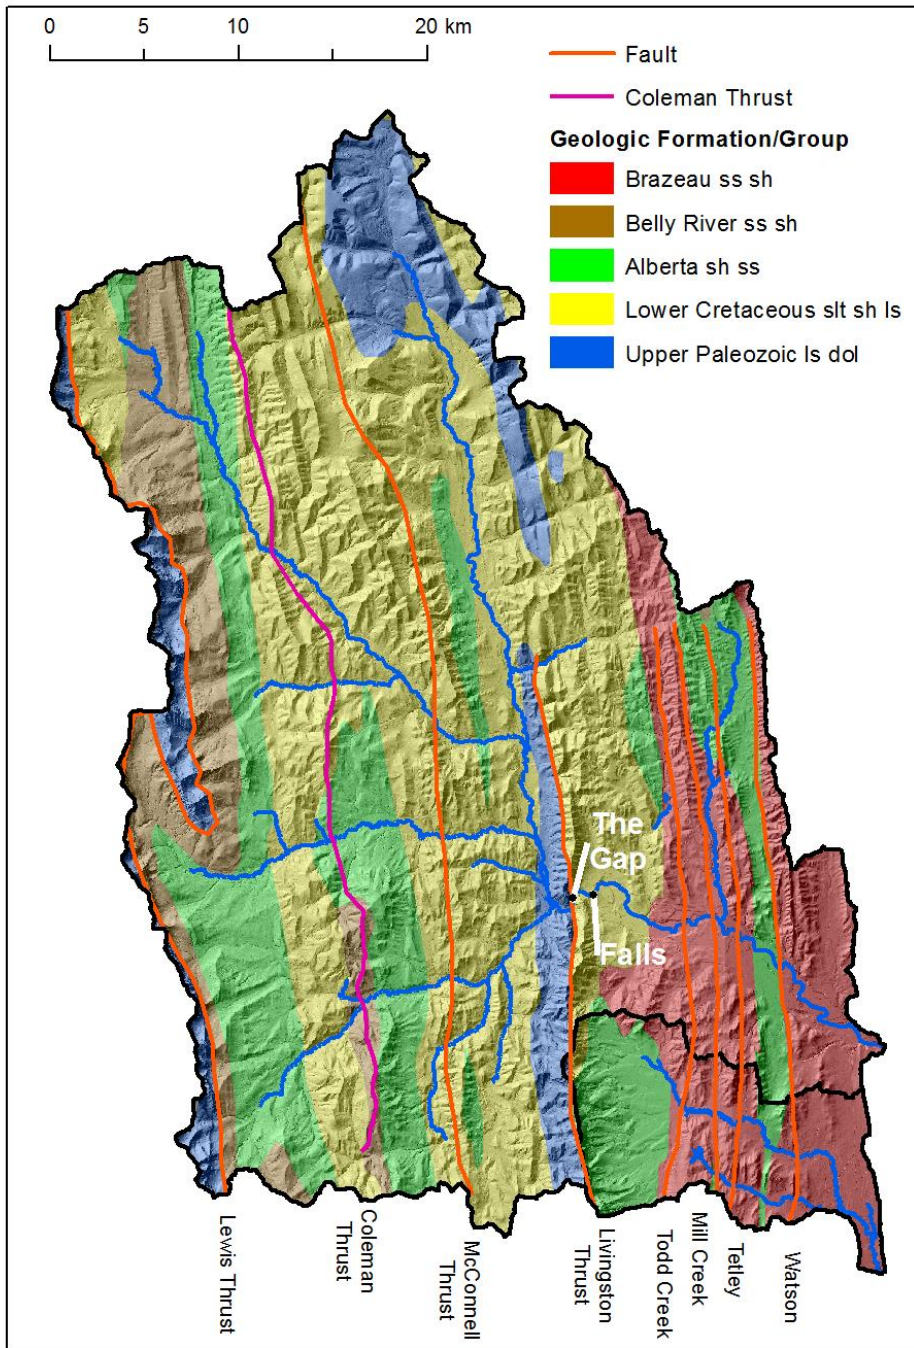 0 5 10 20 km
Fault
Coleman Thrust
Geologic Formation/Group
Brazeau ss sh
Belly River ss sh
Alberta sh ss
Lower Cretaceous slt sh ls
Upper Paleozoic ls dol
The
Gap
Falls
Lewis Thrust
Coleman
Thrust
McConnell
Thrust
Livingston
Thrust
Todd Creek
Mill Creek
Tetley
Watson